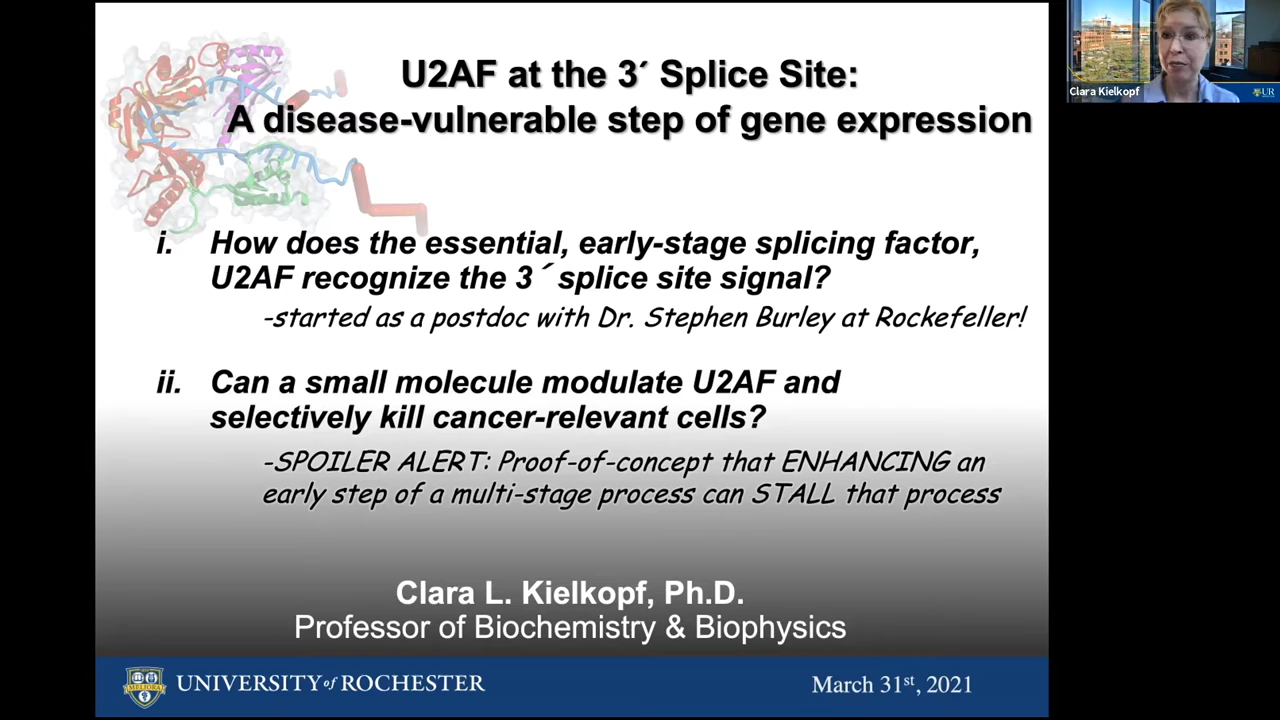 U2AF at the 3´ Splice Site:
A disease-vulnerable step of gene expression
i. How does the essential, early-stage splicing factor,
U2AF recognize the 3´ splice site signal?
-started as a postdoc with Dr. Stephen Burley at Rockefeller!
ii. Can a small molecule modulate U2AF and
selectively kill cancer-relevant cells?
-SPOILER ALERT: Proof-of-concept that ENHANCING an
early step of a multi-stage process can STALL that process
Clara L. Kielkopf, Ph.D.
Professor of Biochemistry & Biophysics
MELIORA
UNIVERSITY of ROCHESTER
March 31st, 2021
Clara Kielkopf
UR